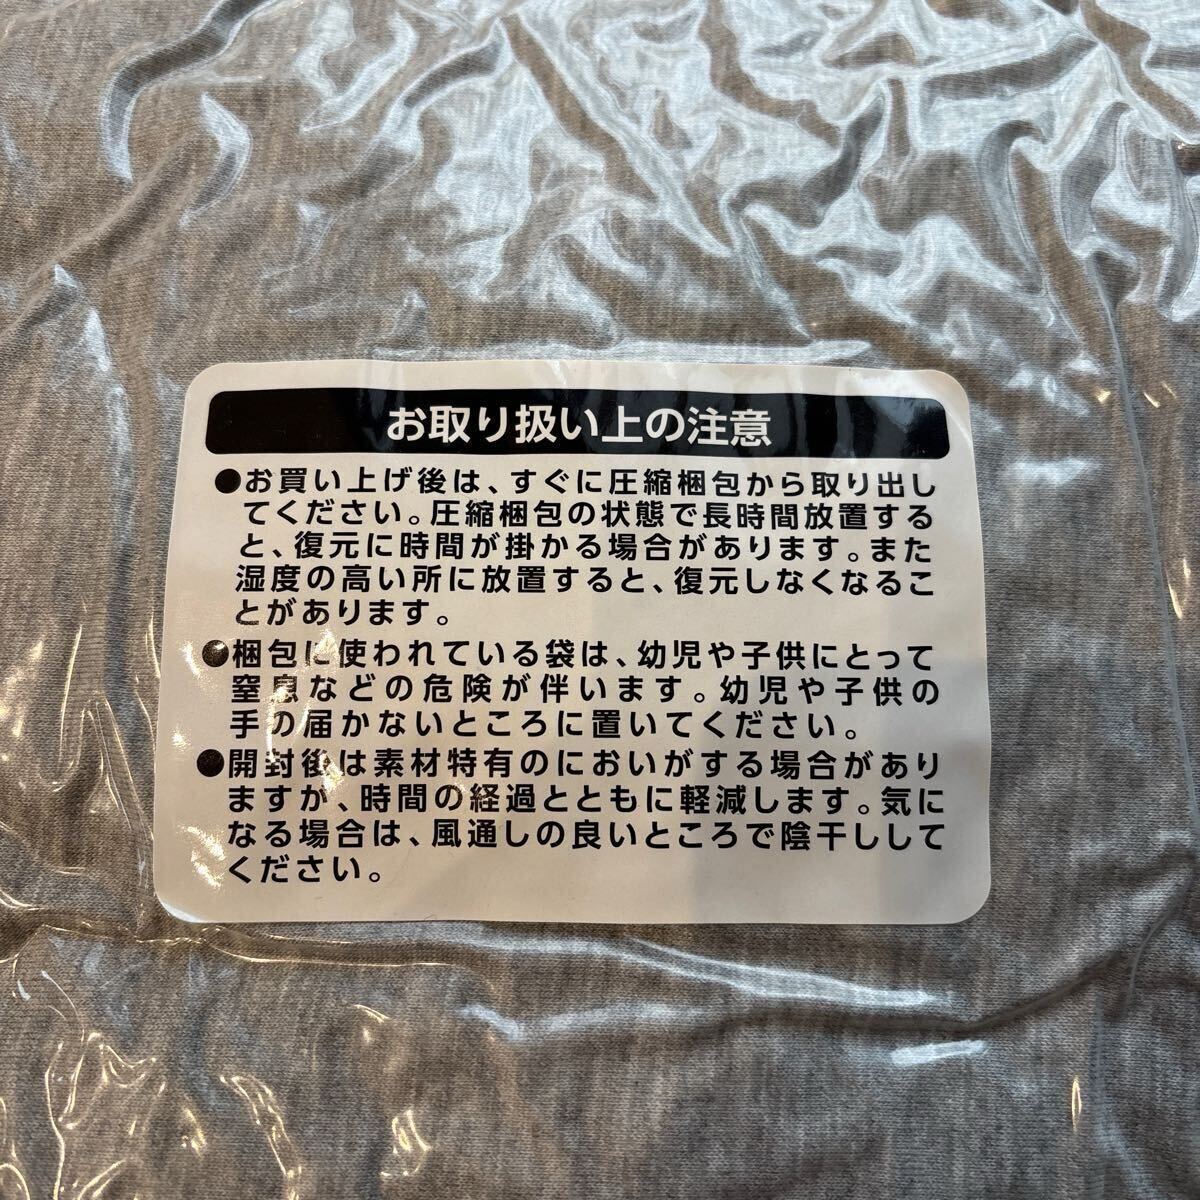 お取り扱い上の注意
●お買い上げ後は、すぐに圧縮梱包から取り出し
てください。圧縮梱包の状態で長時間放置する
と、復元に時間が掛かる場合があります。また
湿度の高い所に放置すると、復元しなくなるこ
とがあります。
●梱包に使われている袋は、幼児や子供にとって
窒息などの危険が伴います。幼児や子供の
手の届かないところに置いてください。
●開封後は素材特有のにおいがする場合があり
ますが、時間の経過とともに軽減します。気に
なる場合は、風通しの良いところで陰干しして
ください。